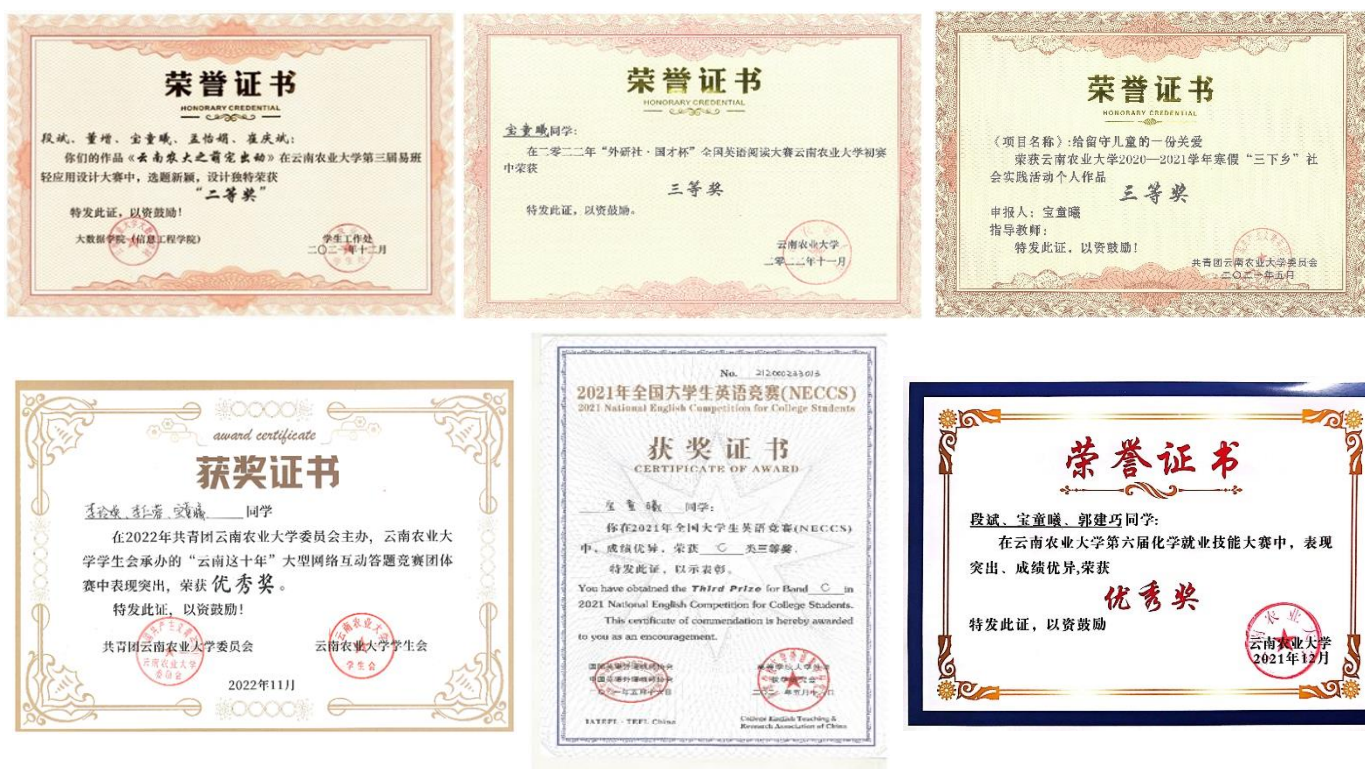 荣誉证书
HONORARY CREDENTIAL
段斌、董增、宝童曦、孟怡娟、崔庆斌：
你们的作品《云南农大之萌宠出动》在云南农业大学第三届易班
轻应用设计大赛中，选题新颖，设计独特荣获
“二等奖”
特发此证，以资鼓励！
大数据学院（信息工程学院）
学生工作处
二〇二一年十二月
荣誉证书
HONORARY CREDENTIAL
宝童曦同学：
在二零二二年“外研社·国才杯”全国英语阅读大赛云南农业大学初赛
中荣获
三等奖
特发此证，以资鼓励。
云南农业大学
二零二二年十一月
荣誉证书
HONORARY CREDENTIAL
《项目名称》：给留守儿童的一份关爱
荣获云南农业大学2020—2021学年寒假“三下乡”社
会实践活动个人作品
三等奖
申报人：宝童曦
指导教师：
特发此证，以资鼓励！
共青团云南农业大学委员会
二〇二一年五月
award certificate
获奖证书
同学
在2022年共青团云南农业大学委员会主办，云南农业大
学学生会承办的“云南这十年”大型网络互动答题竞赛团体
赛中表现突出，荣获优秀奖。
特发此证，以资鼓励！
共青团云南农业大学委员会
云南农业大学学生会
2022年11月
No.
2021年全国大学生英语竞赛(NECCS)
2021 National English Competition for College Students
获奖证书
CERTIFICATE OF AWARD
宝童曦 同学：
你在2021年全国大学生英语竞赛(NECCS)
中，成绩优异，荣获 C 类三等奖。
特发此证，以示表彰。
You have obtained the Third Prize for Band C in
2021 National English Competition for College Students.
This certificate of commendation is hereby awarded
to you as an encouragement.
IATEFL · TEFL China
College English Teaching &
Research Association of China
荣誉证书
段斌、宝童曦、郭建巧同学：
在云南农业大学第六届化学就业技能大赛中，表现
突出、成绩优异,荣获
优秀奖
特发此证，以资鼓励
云南农业大学
2021年12月